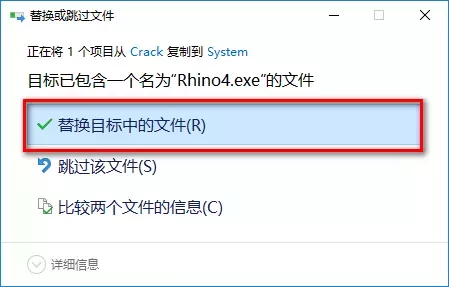 替换或跳过文件
正在将 1 个项目从 Crack 复制到 System
目标已包含一个名为“Rhino4.exe”的文件
替换目标中的文件(R)
跳过该文件(S)
比较两个文件的信息(C)
详细信息